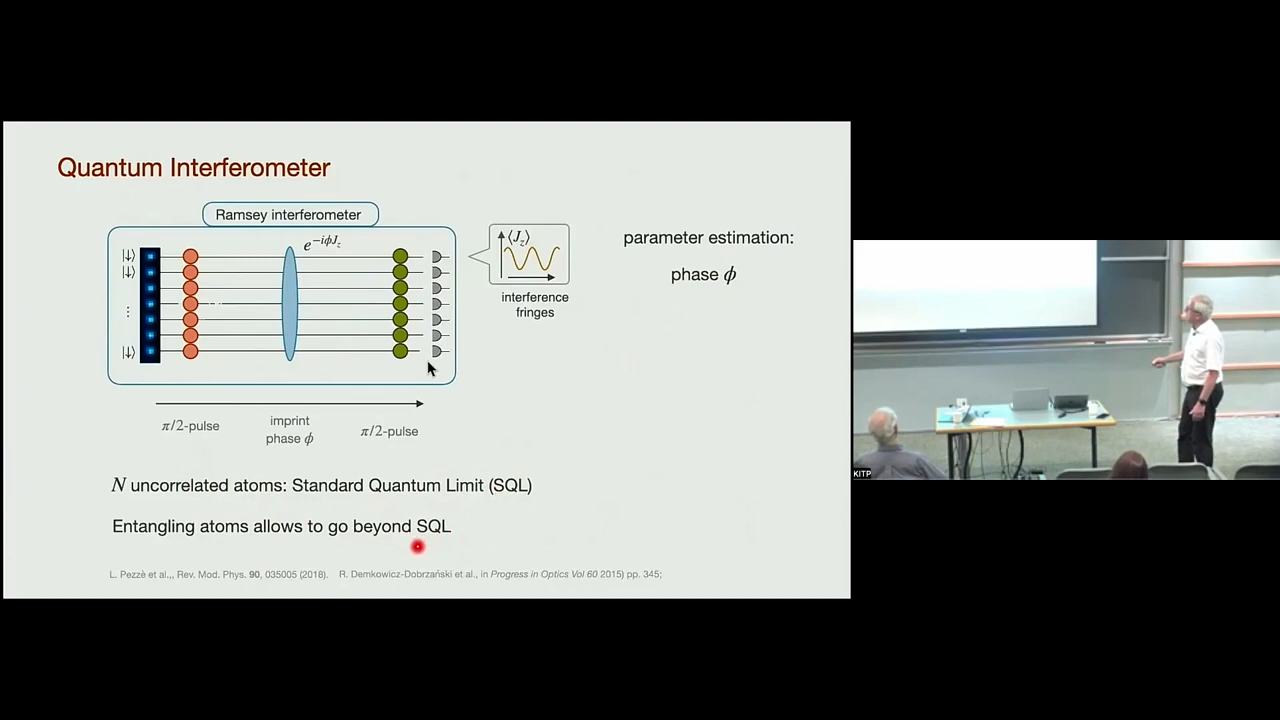 Quantum Interferometer
Ramsey interferometer
e^{-iϕJ_z}
|↓⟩
|↓⟩
⋮
|↓⟩
⟨J_z⟩
interference
fringes
parameter estimation:
phase ϕ
π/2-pulse
imprint
phase ϕ
π/2-pulse
N uncorrelated atoms: Standard Quantum Limit (SQL)
Entangling atoms allows to go beyond SQL
L. Pezzè et al.,, Rev. Mod. Phys. 90, 035005 (2018). R. Demkowicz-Dobrzański et al., in Progress in Optics Vol 60 2015) pp. 345;
KITP